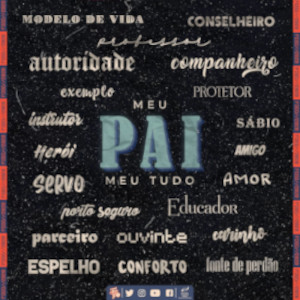 MODELO DE VIDA CONSELHEIRO
professor
autoridade companheiro
exemplo PROTETOR
MEU
instrutor SÁBIO
PAI
Herói AMIGO
MEU TUDO
SERVO AMOR
porto seguro Educador
parceiro OUVINTE carinho
ESPELHO CONFORTO fonte de perdão